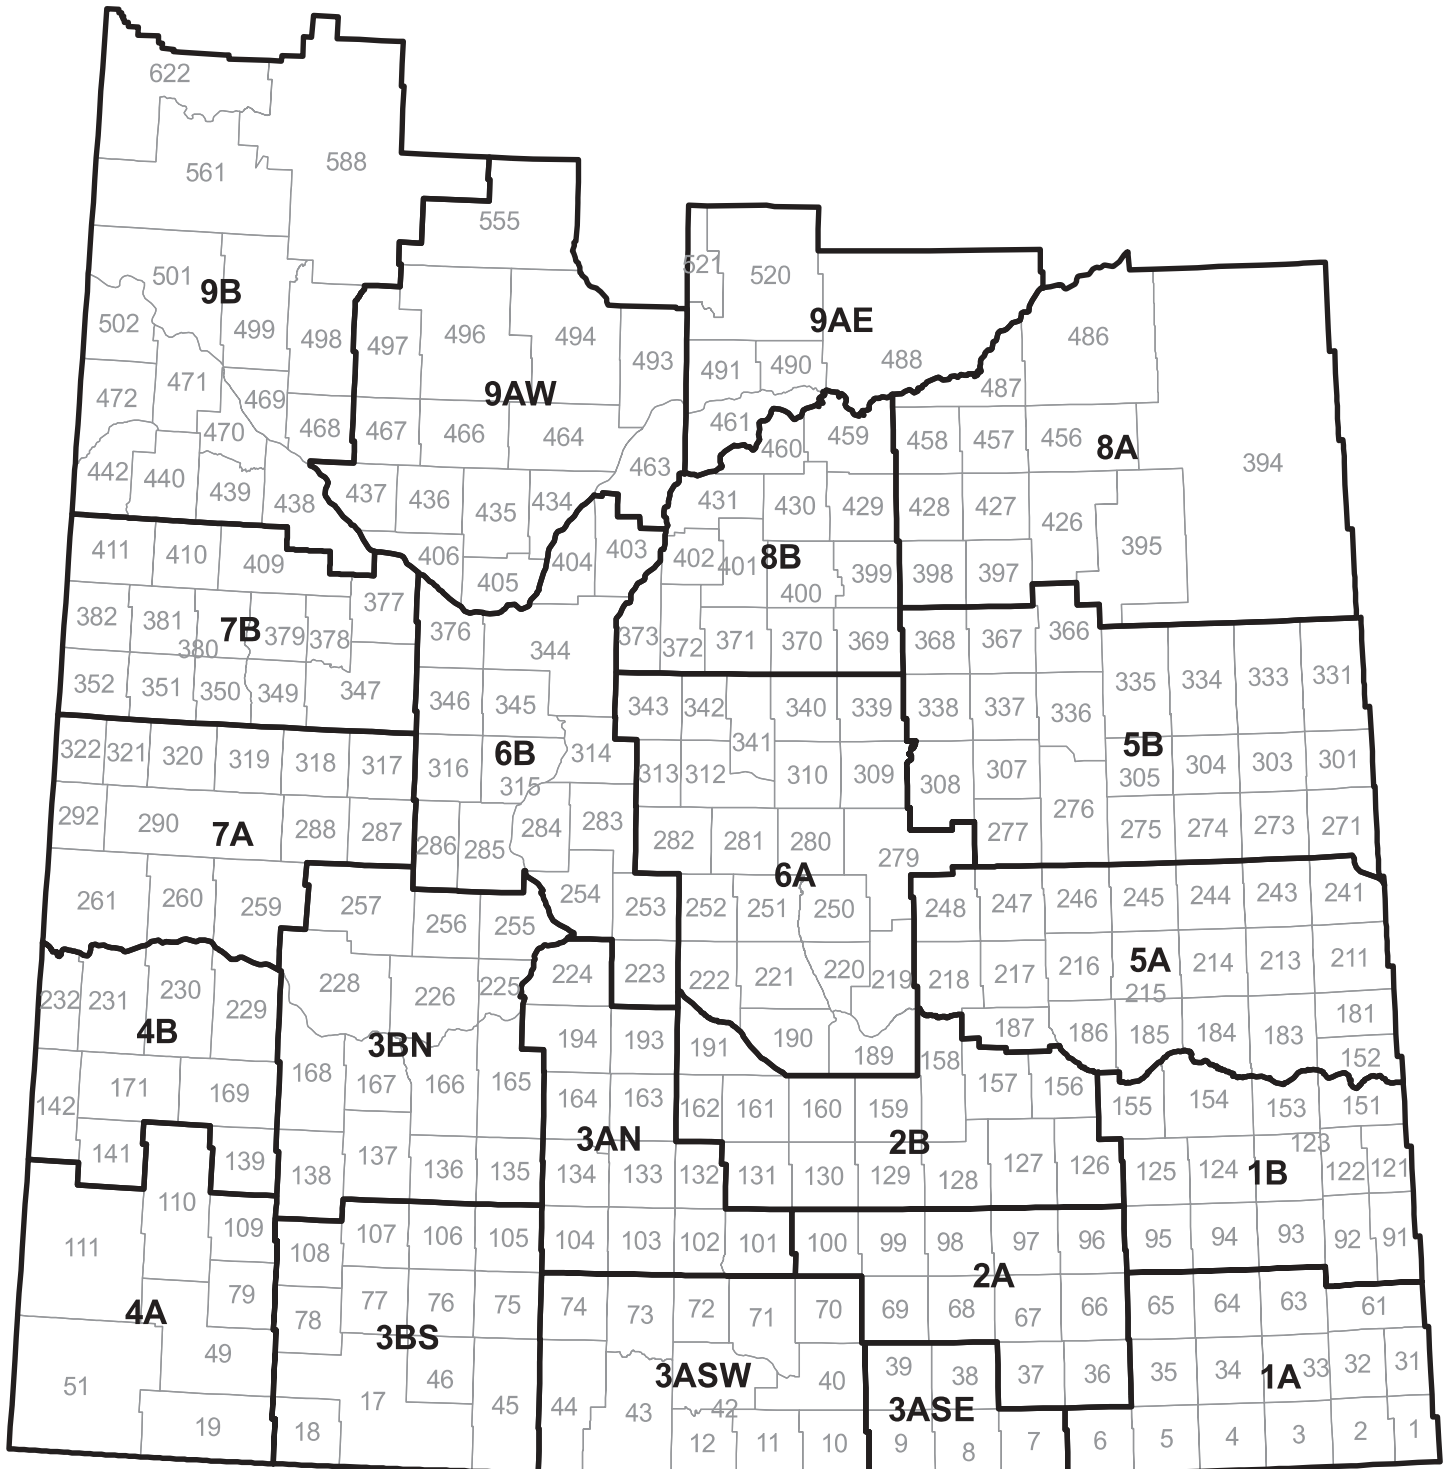 622
561 588
555
521 520
501 9B
502 499 498 497 496 494 493 9AE 486
491 490 488 487
472 471 469 9AW
470 468 467 466 464 461 460 459 458 457 456 8A
442 440 439 438 437 436 435 434 463 431 430 429 428 427 426 394
411 410 409 406 405 404 403 402 401 8B 400 399 398 397 395
382 381 380 7B 379 378 377 376 344 373 372 371 370 369 368 367 366
352 351 350 349 347 346 345 343 342 340 339 338 337 336 335 334 333 331
322 321 320 319 318 317 316 6B 315 314 313 312 341 310 309 308 307 5B 305 304 303 301
292 290 7A 288 287 286 285 284 283 282 281 280 279 277 276 275 274 273 271
6A
261 260 259 257 256 255 254 253 252 251 250 248 247 246 245 244 243 241
232 231 230 229 228 226 225 224 223 222 221 220 219 218 217 216 5A 215 214 213 211
4B 3BN 194 193 191 190 189 187 186 185 184 183 181
142 171 169 168 167 166 165 164 163 162 161 160 159 158 157 156 155 154 153 152 151
141 139 138 137 136 135 3AN 134 133 132 131 130 2B 129 128 127 126 125 124 1B 123 122 121
111 110 109 108 107 106 105 104 103 102 101 100 99 98 97 96 95 94 93 92 91
4A 79 78 77 76 75 74 73 72 71 70 69 68 2A 67 66 65 64 63 61
3BS
51 49 46 45 44 43 3ASW 42 40 39 38 37 36 35 34 1A 33 32 31
3ASE
19 18 17 12 11 10 9 8 7 6 5 4 3 2 1